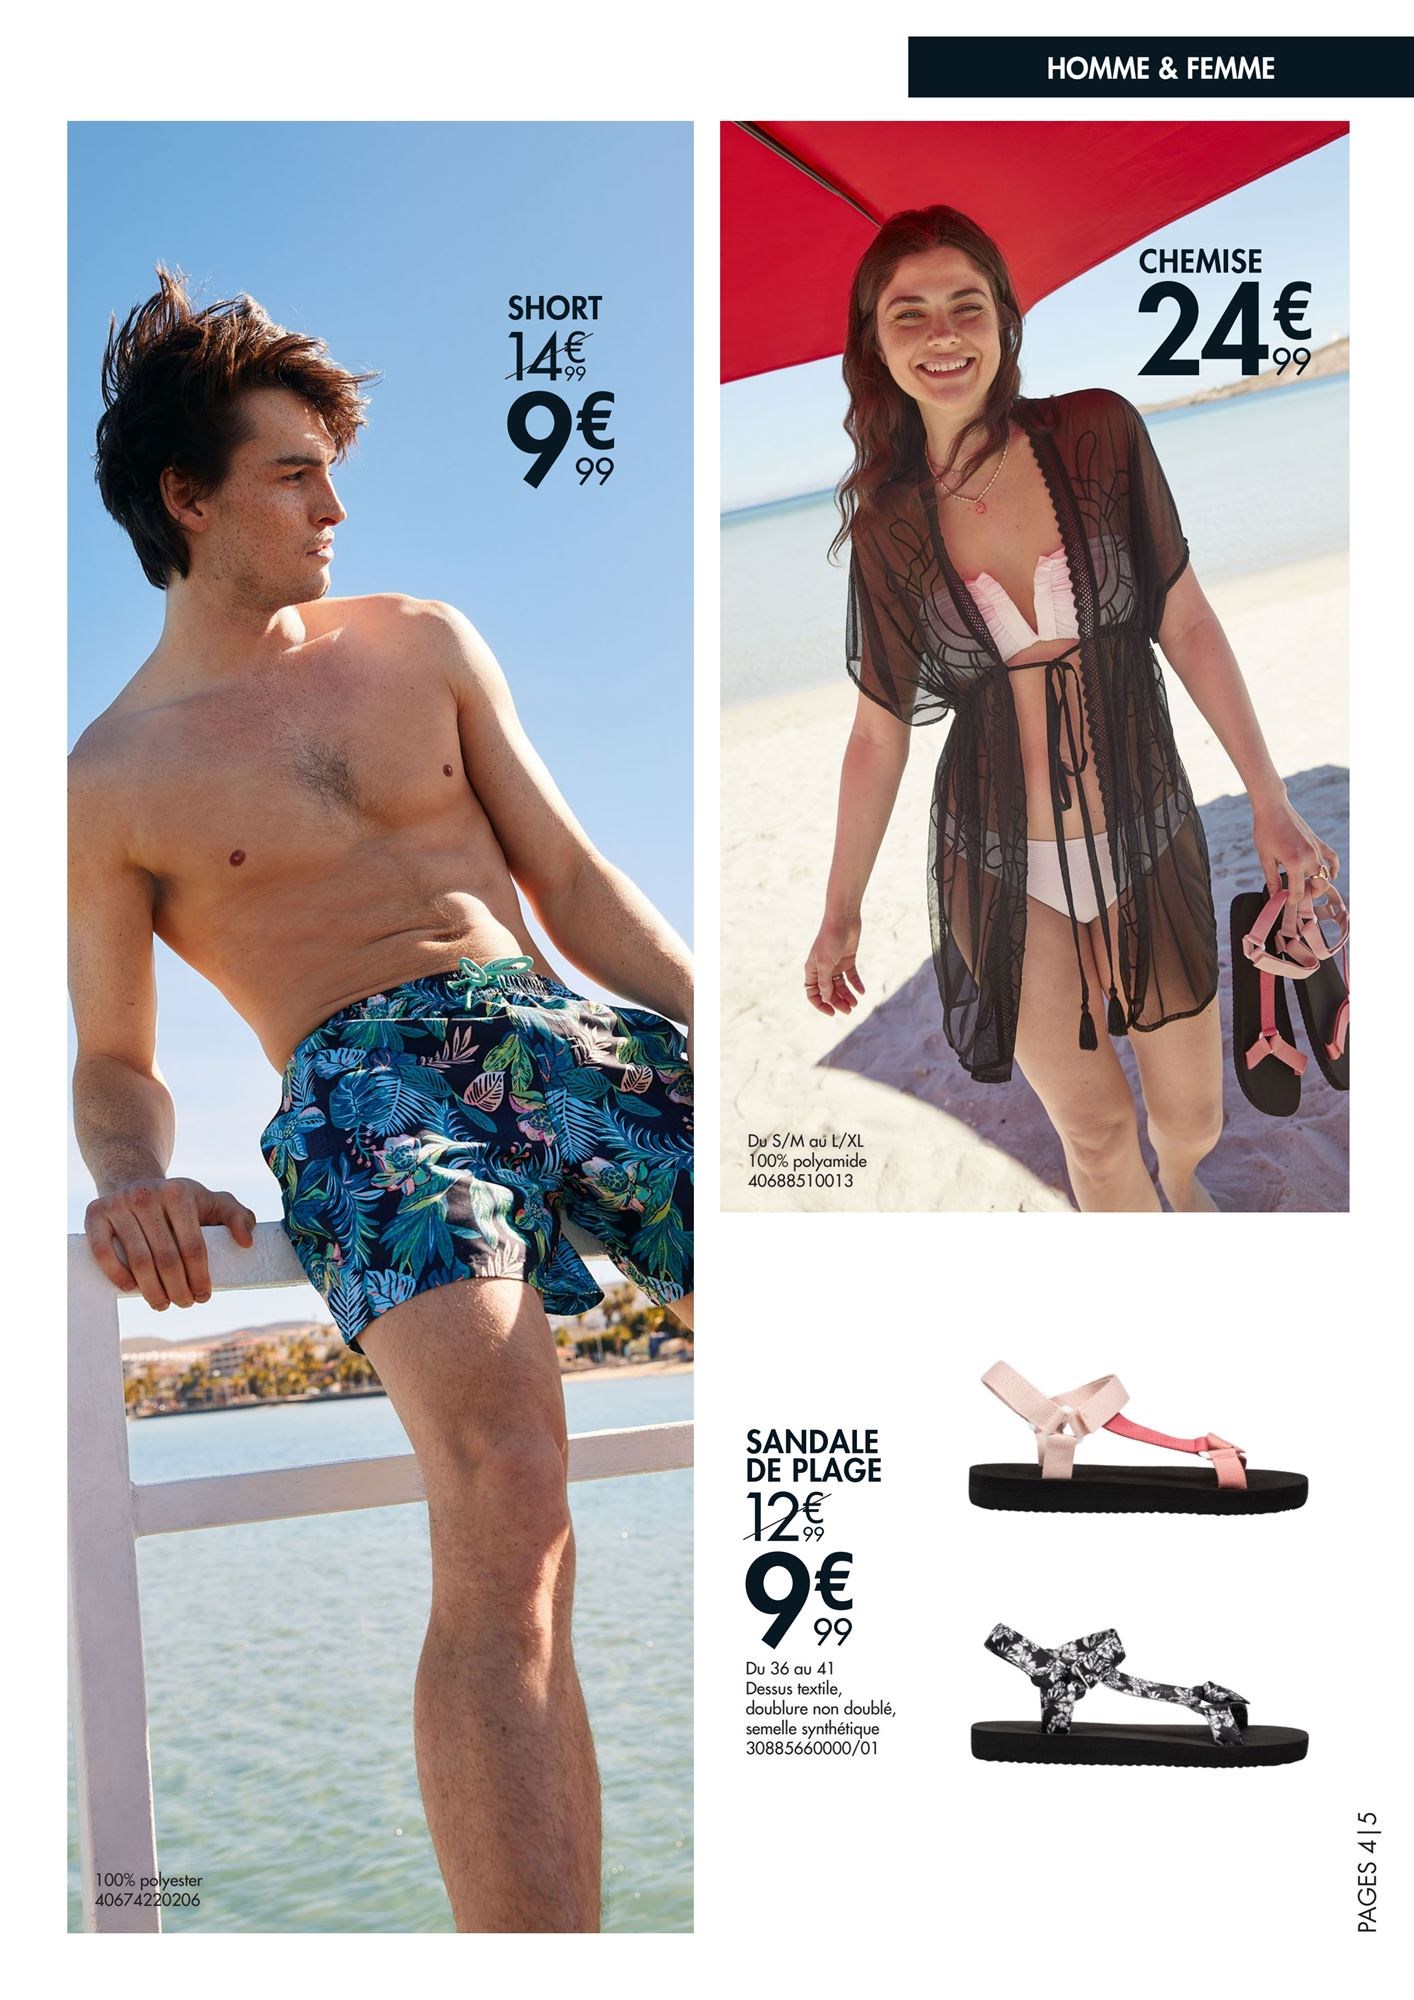 HOMME & FEMME
SHORT
14€99
9€99
100% polyester
40674220206
CHEMISE
24€99
Du S/M au L/XL
100% polyamide
40688510013
SANDALE
DE PLAGE
12€99
9€99
Du 36 au 41
Dessus textile,
doublure non doublé,
semelle synthétique
30885660000/01
PAGES 4|5